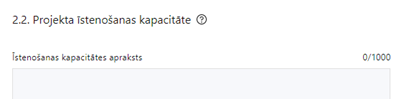 2.2. Projekta īstenošanas kapacitāte ?
Īstenošanas kapacitātes apraksts 0/1000